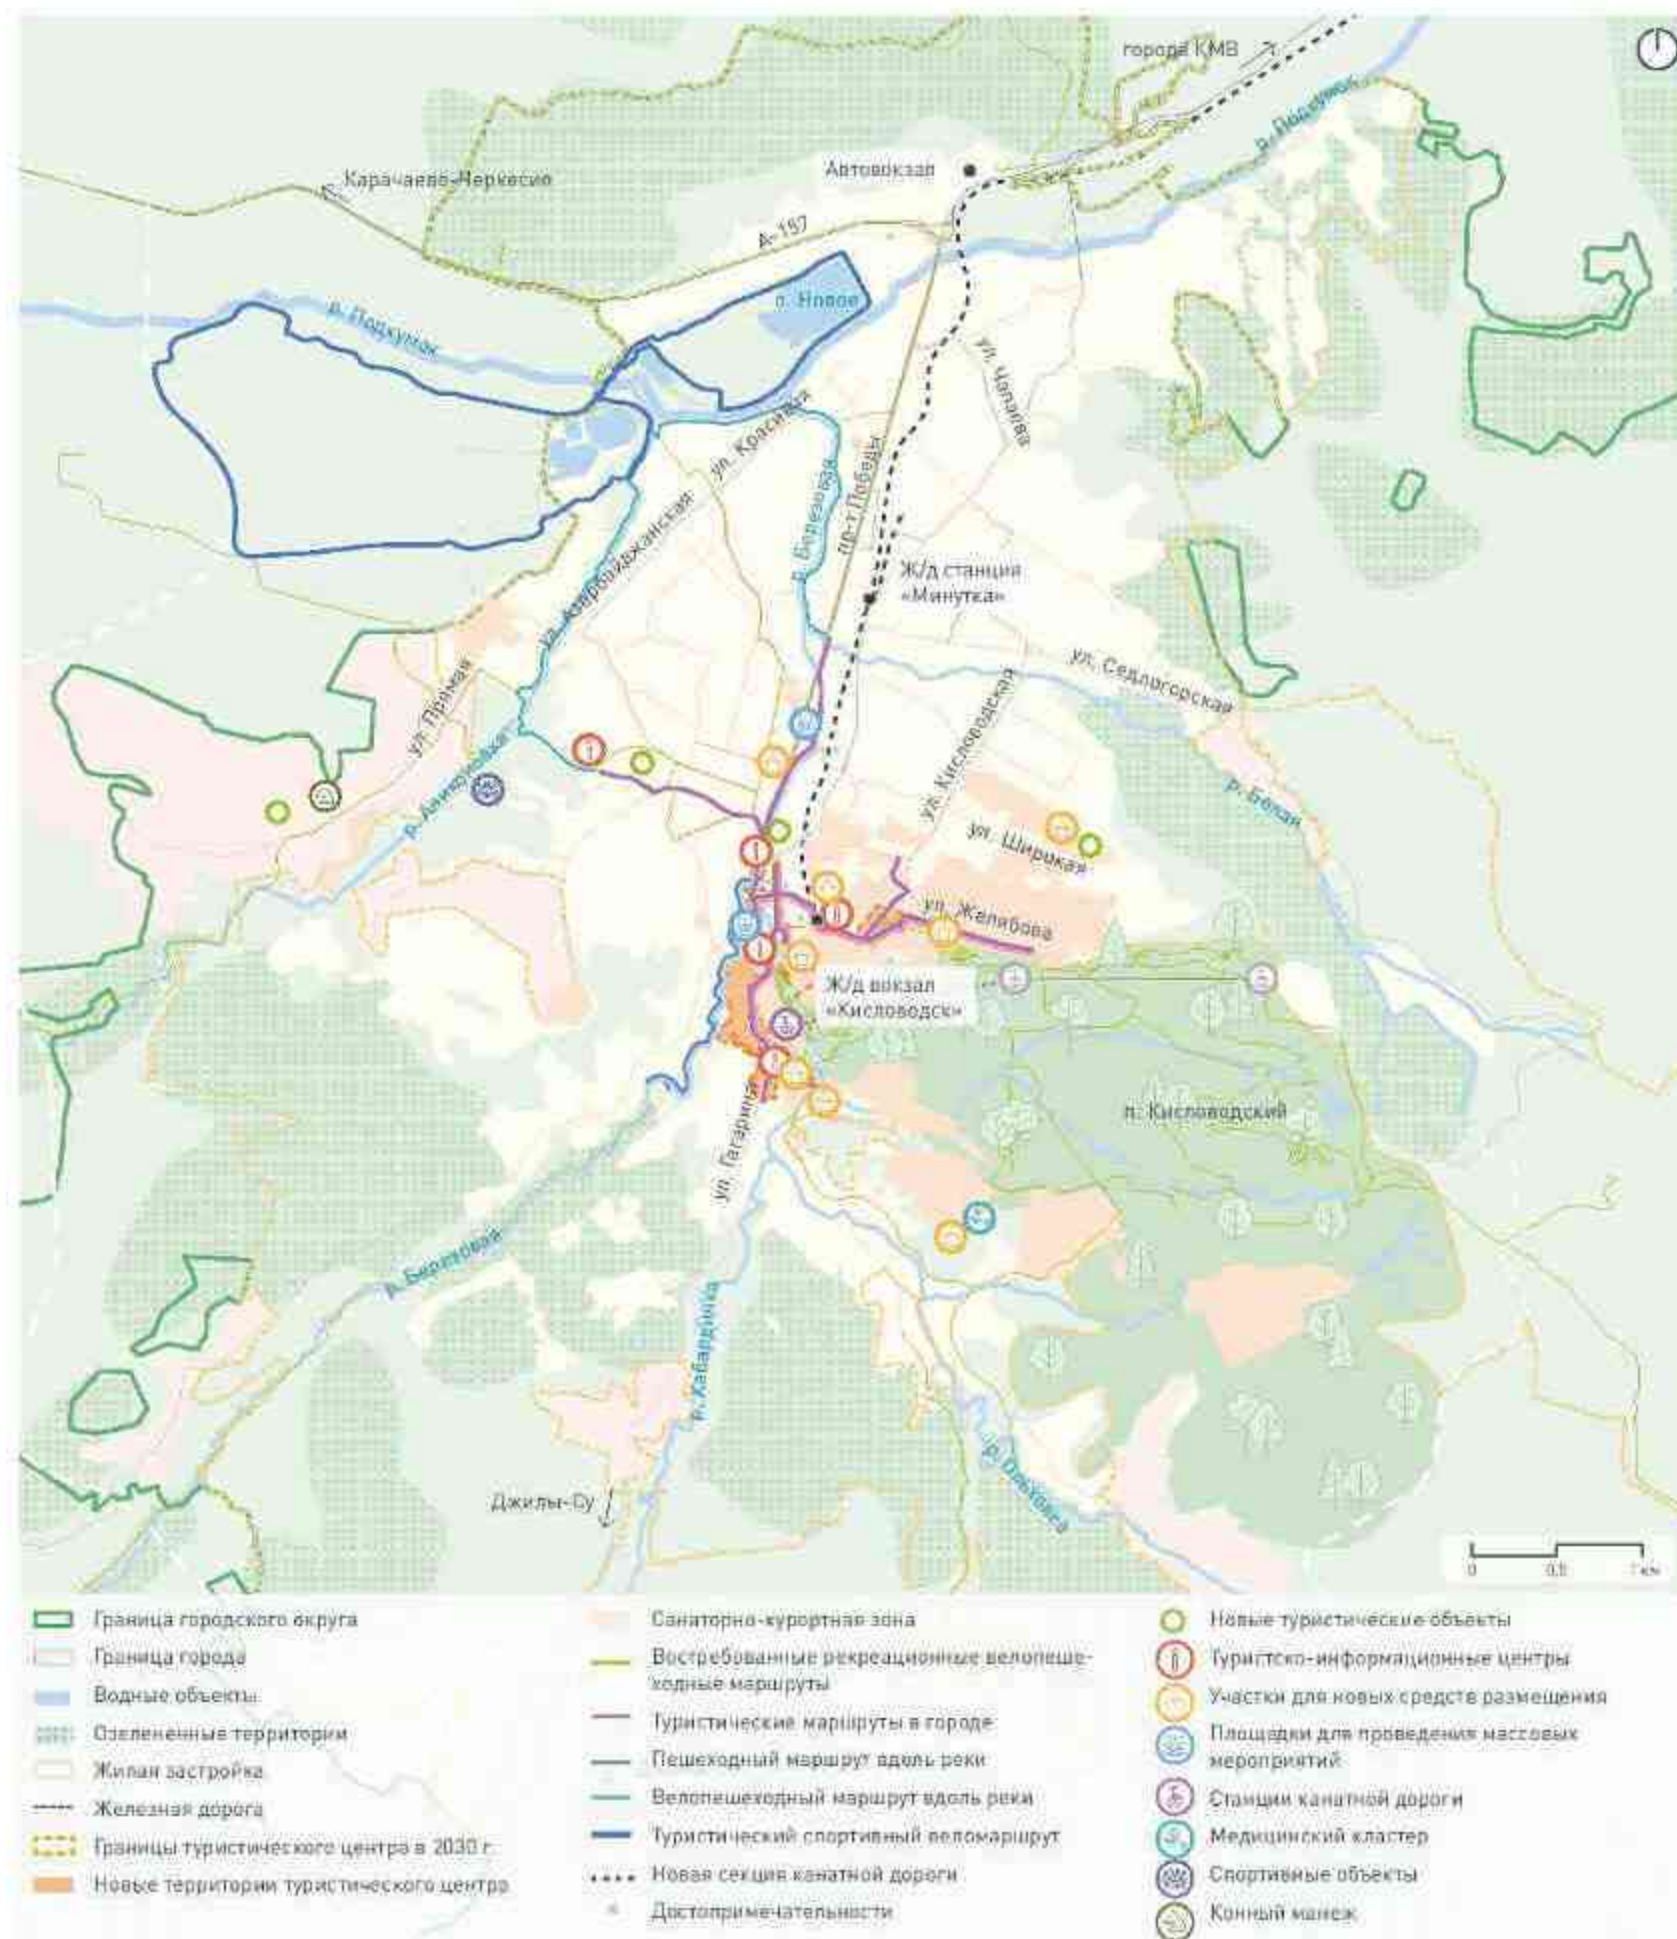 города КМВ
р. Подкумок
Автовокзал
Карачаево-Черкесия
А-157
о. Новое
р. Подкумок
ул. Чапаева
ул. Красивая
р. Березовая
пр-т Победы
ул. Азербайджанская
Ж/д станция
«Минутка»
ул. Седлогорская
ул. Прямая
ул. Кисловодская
р. Аликоновка
р. Белая
ул. Широкая
ул. Желябова
Ж/д вокзал
«Кисловодск»
ул. Гагарина
п. Кисловодский
р. Березовая
р. Кабардинка
р. Ольховка
Джилы-Су
0 0,5 1 км
Граница городского округа
Граница города
Водные объекты
Озелененные территории
Жилая застройка
Железная дорога
Границы туристического центра в 2030 г.
Новые территории туристического центра
Санаторно-курортная зона
Востребованные рекреационные велопеше-
ходные маршруты
Туристические маршруты в городе
Пешеходный маршрут вдоль реки
Велопешеходный маршрут вдоль реки
Туристический спортивный веломаршрут
Новая секция канатной дороги
Достопримечательности
Новые туристические объекты
Туристско-информационные центры
Участки для новых средств размещения
Площадки для проведения массовых
мероприятий
Станции канатной дороги
Медицинский кластер
Спортивные объекты
Конный манеж